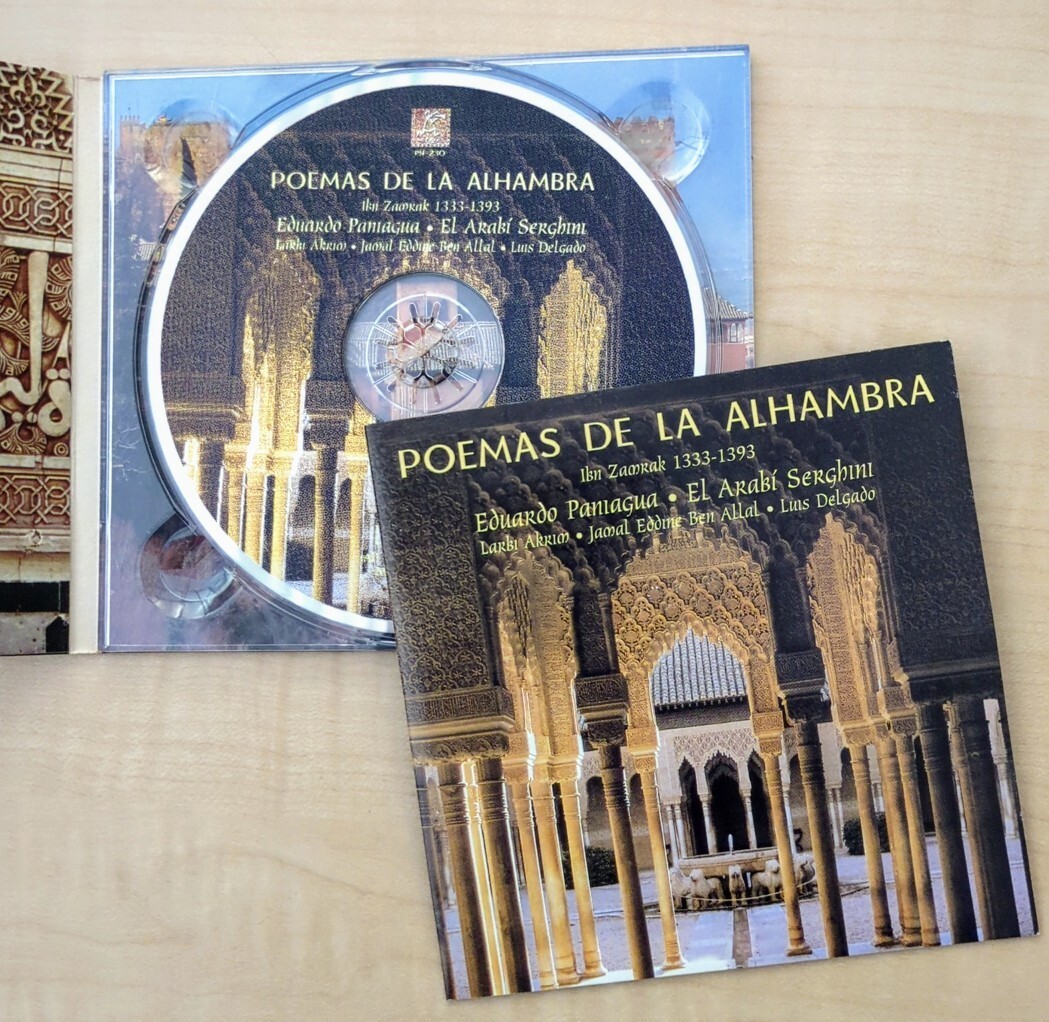 PN-230
POEMAS DE LA ALHAMBRA
Ibn Zamrak 1333-1393
Eduardo Paniagua • El Arabí Serghini
Larbi Akrim • Jamal Eddine Ben Allal • Luis Delgado
POEMAS DE LA ALHAMBRA
Ibn Zamrak 1333-1393
Eduardo Paniagua • El Arabí Serghini
Larbi Akrim • Jamal Eddine Ben Allal • Luis Delgado